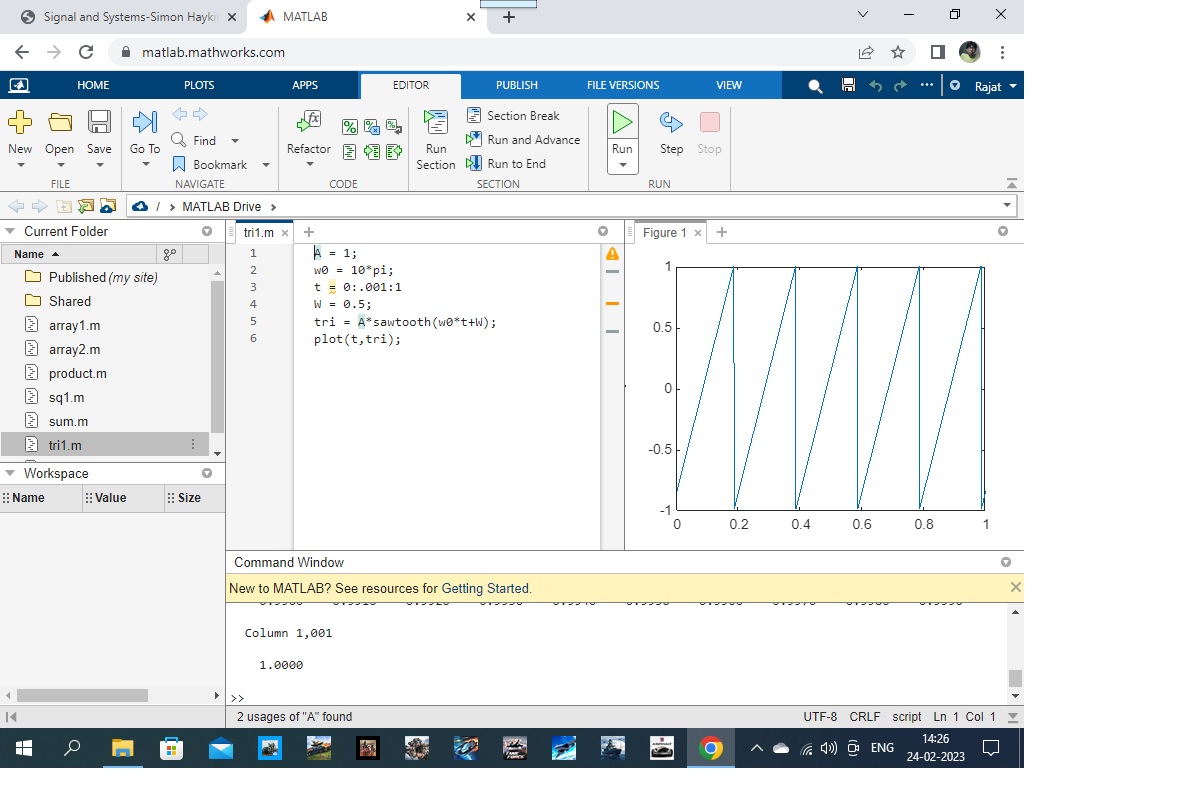 Signal and Systems-Simon Hayki
MATLAB
matlab.mathworks.com
HOME PLOTS APPS EDITOR PUBLISH FILE VERSIONS VIEW
Rajat
New Open Save
FILE
Go To
Find
Bookmark
NAVIGATE
Refactor
CODE
Run Section
Section Break
Run and Advance
Run to End
SECTION
Run Step Stop
RUN
/ > MATLAB Drive >
Current Folder
Name
Published (my site)
Shared
array1.m
array2.m
product.m
sq1.m
sum.m
tri1.m
Workspace
Name Value Size
tri1.m
1 A = 1;
2 w0 = 10*pi;
3 t = 0:.001:1
4 W = 0.5;
5 tri = A*sawtooth(w0*t+W);
6 plot(t,tri);
Figure 1
1
0.5
0
-0.5
-1
0 0.2 0.4 0.6 0.8 1
Command Window
New to MATLAB? See resources for Getting Started.
Column 1,001
1.0000
>>
2 usages of "A" found
UTF-8 CRLF script Ln 1 Col 1
ENG
14:26
24-02-2023